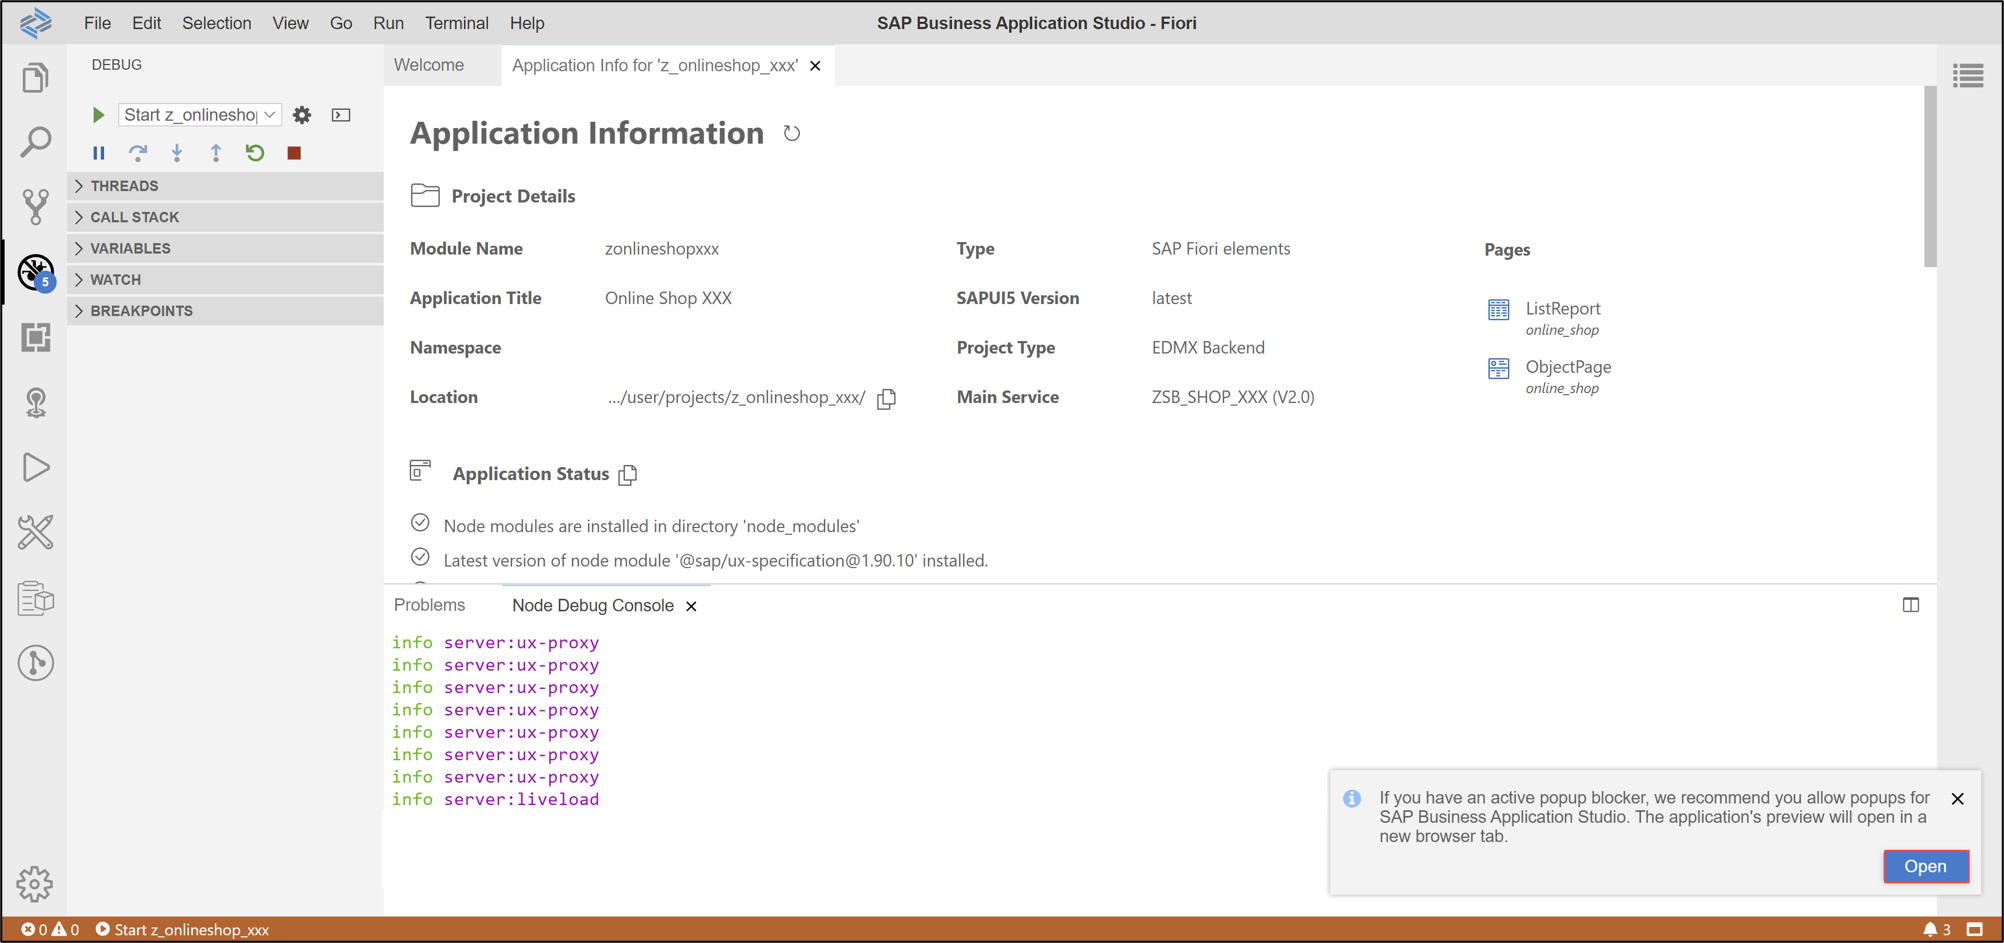 File Edit Selection View Go Run Terminal Help
SAP Business Application Studio - Fiori
DEBUG
Start z_onlinesho
5
THREADS
CALL STACK
VARIABLES
WATCH
BREAKPOINTS
Welcome
Application Info for 'z_onlineshop_xxx'
Application Information
Project Details
Module Name zonlineshopxxx
Application Title Online Shop XXX
Namespace
Location .../user/projects/z_onlineshop_xxx/
Type SAP Fiori elements
SAPUI5 Version latest
Project Type EDMX Backend
Main Service ZSB_SHOP_XXX (V2.0)
Pages
ListReport
online_shop
ObjectPage
online_shop
Application Status
Node modules are installed in directory 'node_modules'
Latest version of node module '@sap/ux-specification@1.90.10' installed.
Problems
Node Debug Console
info server:ux-proxy
info server:ux-proxy
info server:ux-proxy
info server:ux-proxy
info server:ux-proxy
info server:ux-proxy
info server:ux-proxy
info server:liveload
If you have an active popup blocker, we recommend you allow popups for
SAP Business Application Studio. The application's preview will open in a
new browser tab.
Open
0 0 Start z_onlineshop_xxx
3